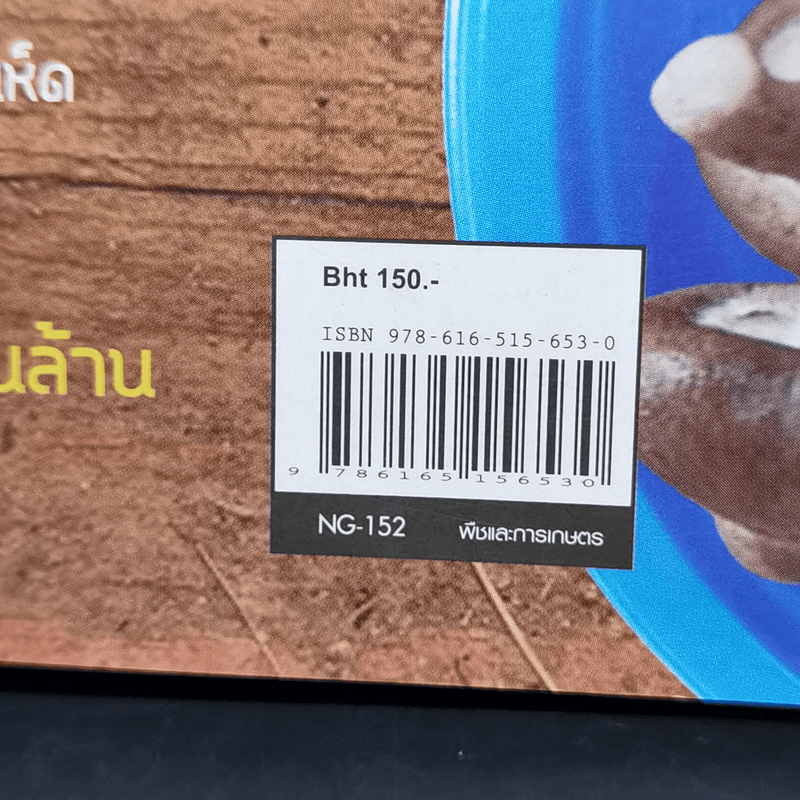 เห็ด
นล้าน
Bht 150.-
ISBN 978-616-515-653-0
9 786165 156530
NG-152 พืชและการเกษตร